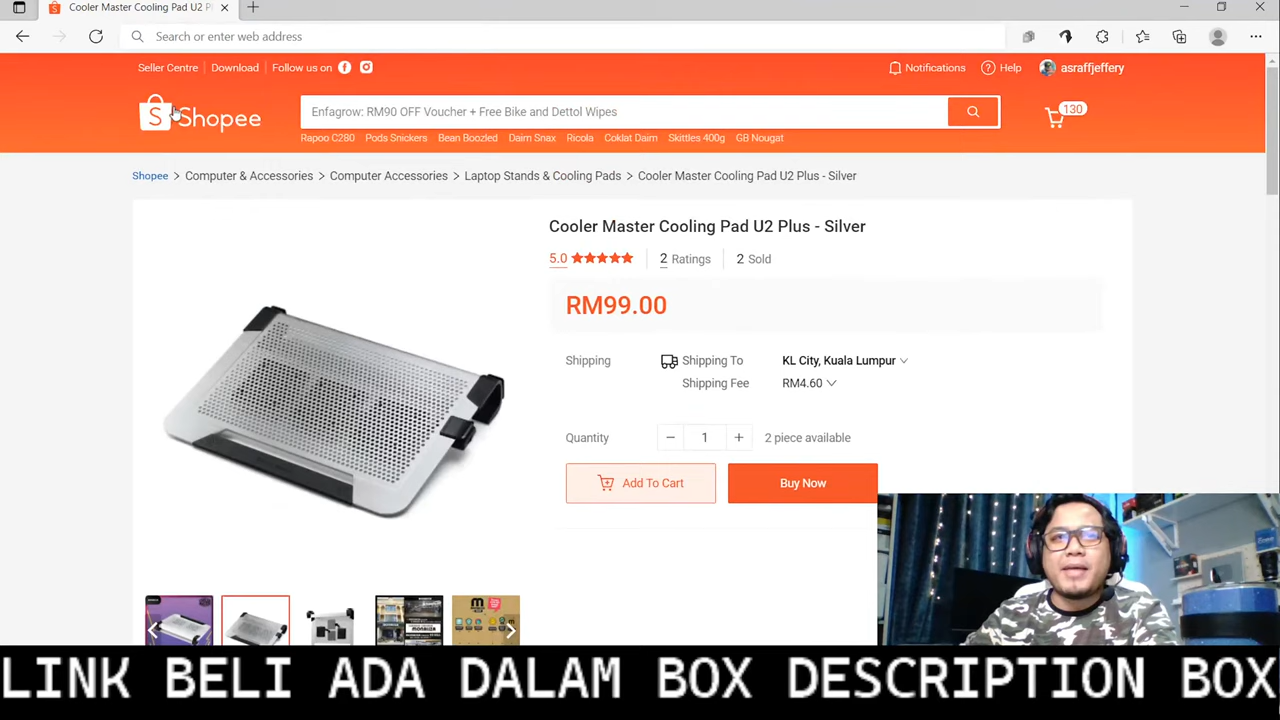 Cooler Master Cooling Pad U2 P
Search or enter web address
Seller Centre Download Follow us on
Notifications Help asraffjeffery
Shopee
Enfagrow: RM90 OFF Voucher + Free Bike and Dettol Wipes
130
Rapoo C280 Pods Snickers Bean Boozled Daim Snax Ricola Coklat Daim Skittles 400g GB Nougat
Shopee > Computer & Accessories > Computer Accessories > Laptop Stands & Cooling Pads > Cooler Master Cooling Pad U2 Plus - Silver
Cooler Master Cooling Pad U2 Plus - Silver
5.0 2 Ratings 2 Sold
RM99.00
Shipping Shipping To KL City, Kuala Lumpur
Shipping Fee RM4.60
Quantity − 1 + 2 piece available
Add To Cart Buy Now
LINK BELI ADA DALAM BOX DESCRIPTION BOX